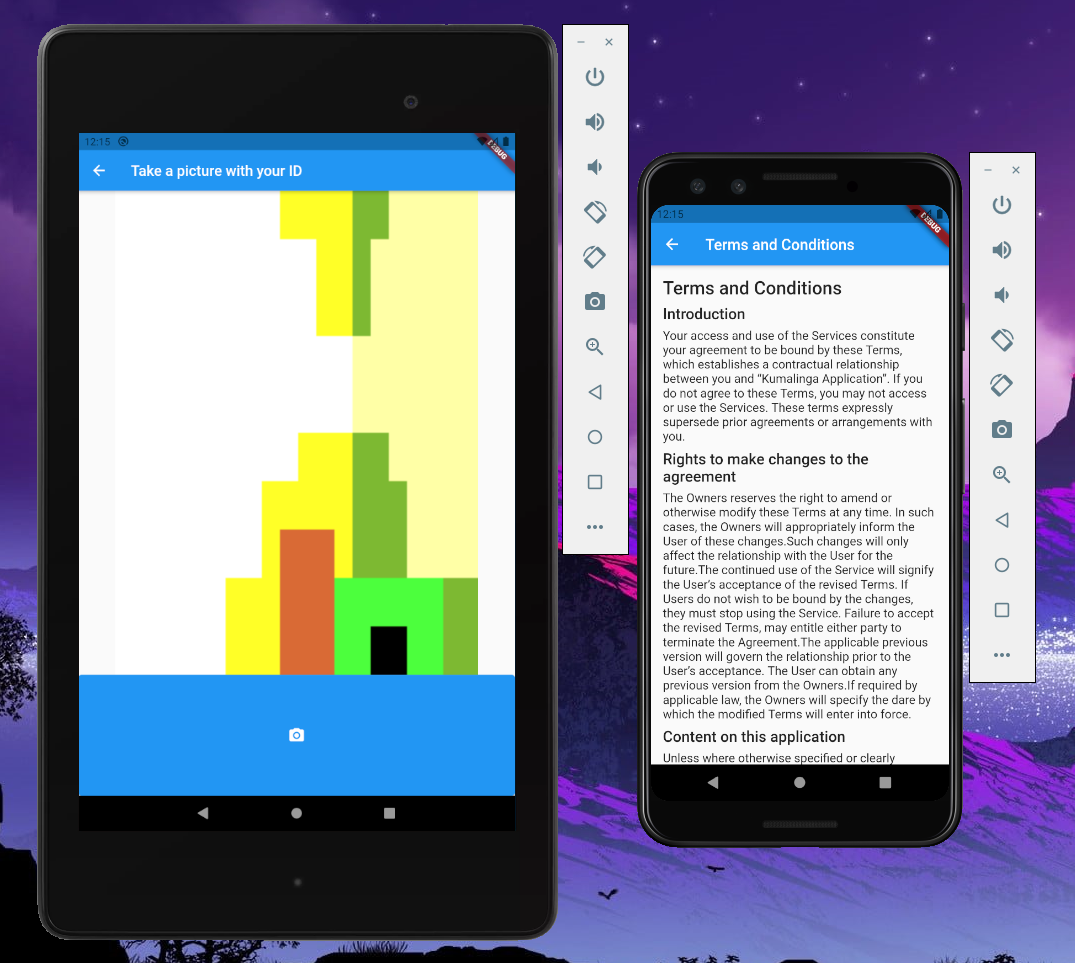 12:15
DEBUG
Take a picture with your ID
12:15
DEBUG
Terms and Conditions
Terms and Conditions
Introduction
Your access and use of the Services constitute
your agreement to be bound by these Terms,
which establishes a contractual relationship
between you and “Kumalinga Application”. If you
do not agree to these Terms, you may not access
or use the Services. These terms expressly
supersede prior agreements or arrangements with
you.
Rights to make changes to the
agreement
The Owners reserves the right to amend or
otherwise modify these Terms at any time. In such
cases, the Owners will appropriately inform the
User of these changes.Such changes will only
affect the relationship with the User for the
future.The continued use of the Service will signify
the User’s acceptance of the revised Terms. If
Users do not wish to be bound by the changes,
they must stop using the Service. Failure to accept
the revised Terms, may entitle either party to
terminate the Agreement.The applicable previous
version will govern the relationship prior to the
User’s acceptance. The User can obtain any
previous version from the Owners.If required by
applicable law, the Owners will specify the dare by
which the modified Terms will enter into force.
Content on this application
Unless where otherwise specified or clearly